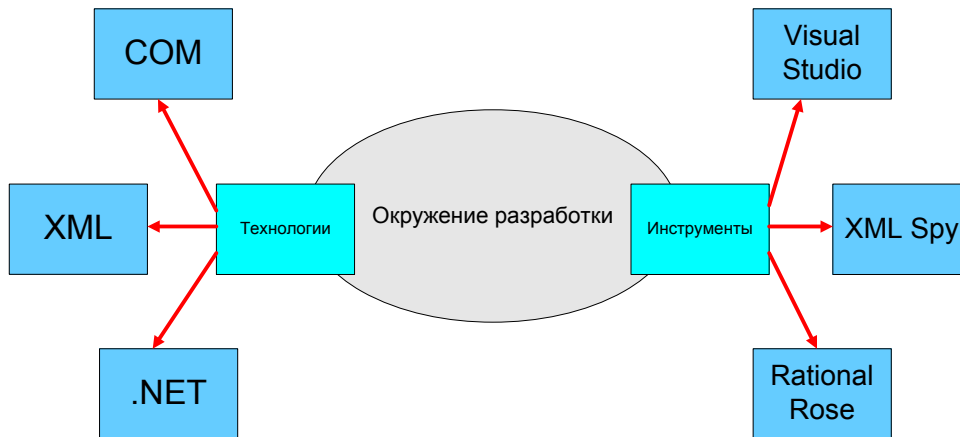 COM
Visual
Studio
XML
Технологии
Окружение разработки
Инструменты
XML Spy
.NET
Rational
Rose